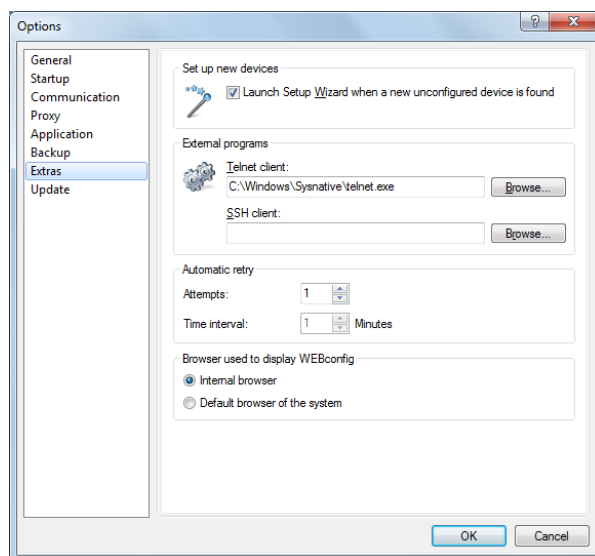 Options
General
Startup
Communication
Proxy
Application
Backup
Extras
Update
Set up new devices
Launch Setup Wizard when a new unconfigured device is found
External programs
Telnet client:
C:\Windows\Sysnative\telnet.exe
Browse...
SSH client:
Browse...
Automatic retry
Attempts: 1
Time interval: 1 Minutes
Browser used to display WEBconfig
Internal browser
Default browser of the system
OK
Cancel